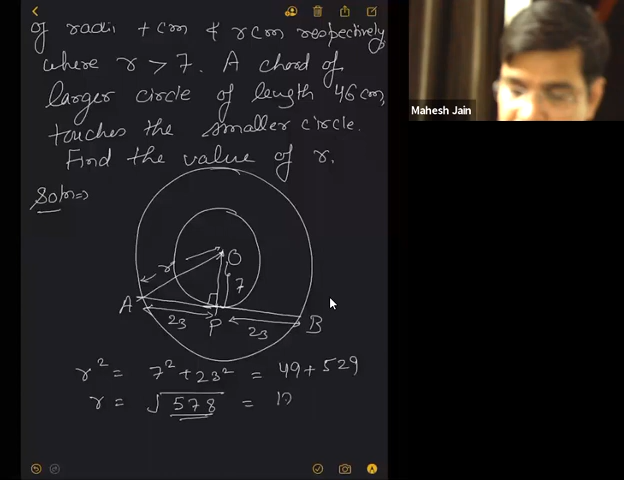 of radii 7 cm & r cm respectively
where r > 7. A chord of
larger circle of length 46 cm,
touches the smaller circle.
Find the value of r.
Soln=>
O
r
7
A
23
P
23
B
r² = 7² + 23² = 49 + 529
r = √578 =
Mahesh Jain